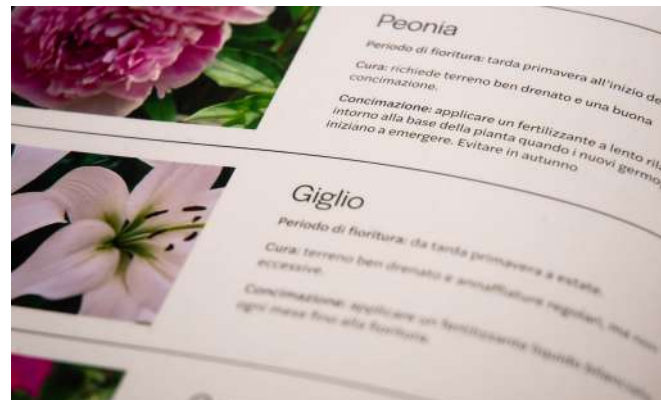 Peonia
Periodo di fioritura: tarda primavera all'inizio de
Cura: richiede terreno ben drenato e una buona
concimazione.
Concimazione: applicare un fertilizzante a lento rila
intorno alla base della pianta quando i nuovi germo
iniziano a emergere. Evitare in autunno
Giglio
Periodo di fioritura: da tarda primavera a estate.
Cura: terreno ben drenato e annaffiature regolari, ma non
eccessive.
Concimazione: applicare un fertilizzante liquido bilanciato
ogni mese fino alla fioritura.